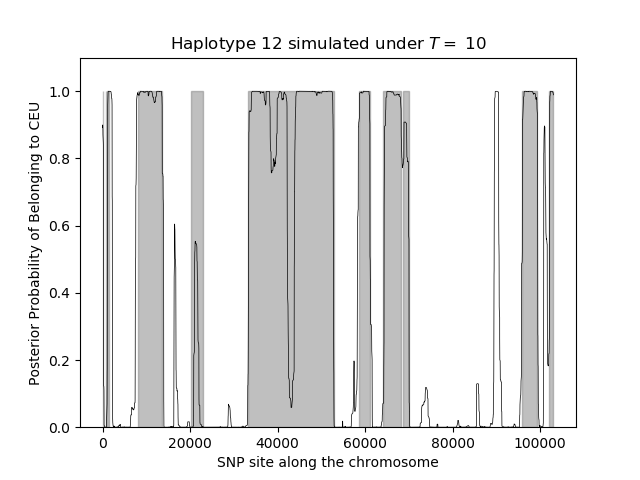 Haplotype 12 simulated under T = 10
Posterior Probability of Belonging to CEU
1.0
0.8
0.6
0.4
0.2
0.0
0 20000 40000 60000 80000 100000
SNP site along the chromosome